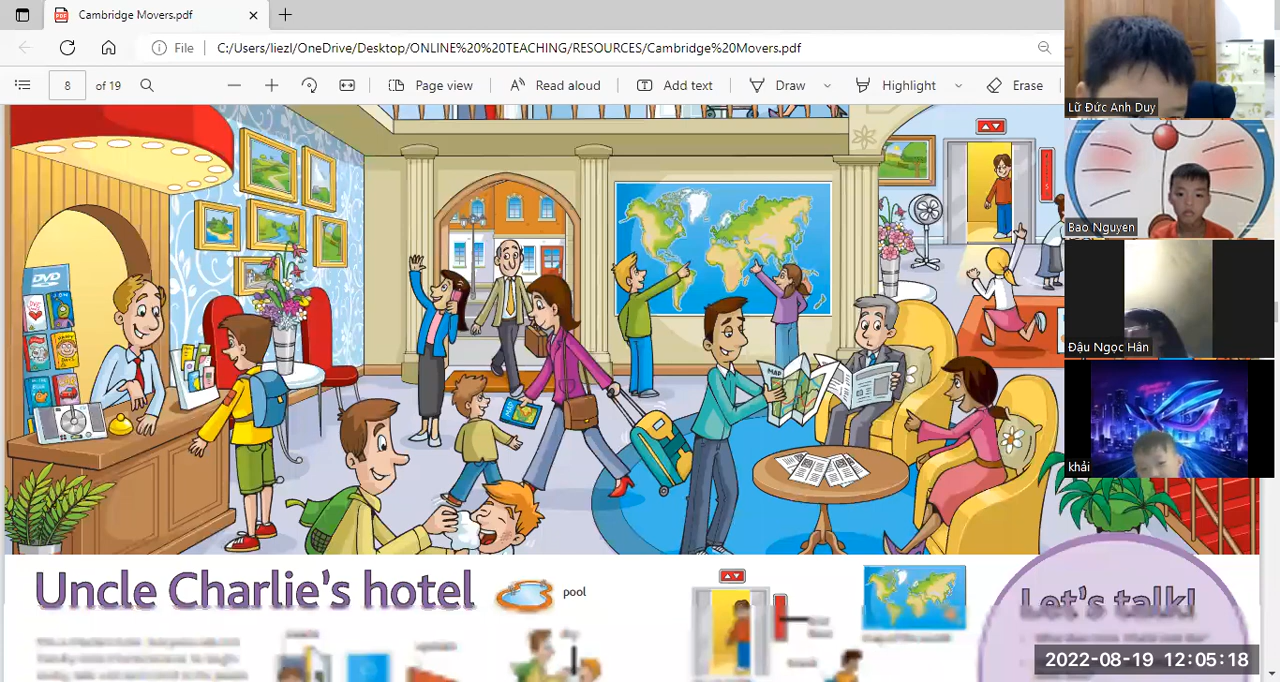 Cambridge Movers.pdf
File C:/Users/liezl/OneDrive/Desktop/ONLINE%20%20TEACHING/RESOURCES/Cambridge%20Movers.pdf
8 of 19 Page view Read aloud Add text Draw Highlight Erase
Lữ Đức Anh Duy
Bao Nguyen
Đậu Ngọc Hân
khải
DVD
MAP
MAP
Uncle Charlie's hotel
pool
Let's talk!
2022-08-19 12:05:18